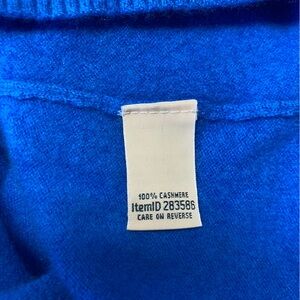 100% CASHMERE
ItemID 283586
CARE ON REVERSE